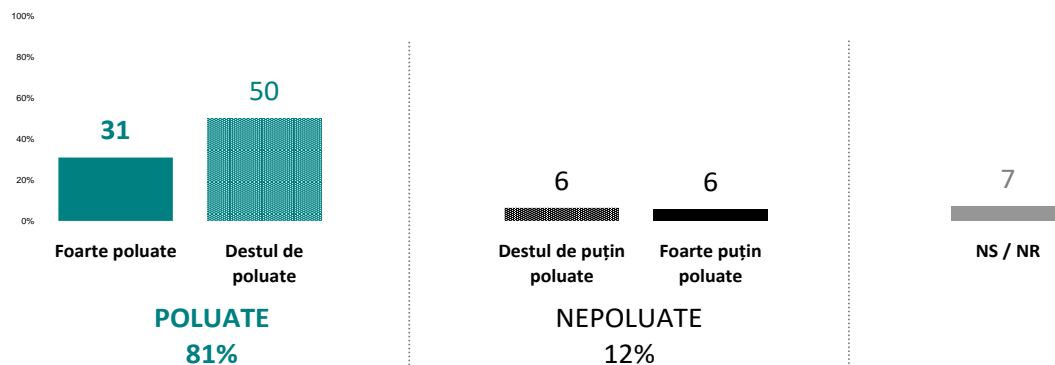 100%
80%
60%
40%
20%
0%
31
50
6
6
7
Foarte poluate
Destul de
poluate
Destul de puțin
poluate
Foarte puțin
poluate
NS / NR
POLUATE
81%
NEPOLUATE
12%